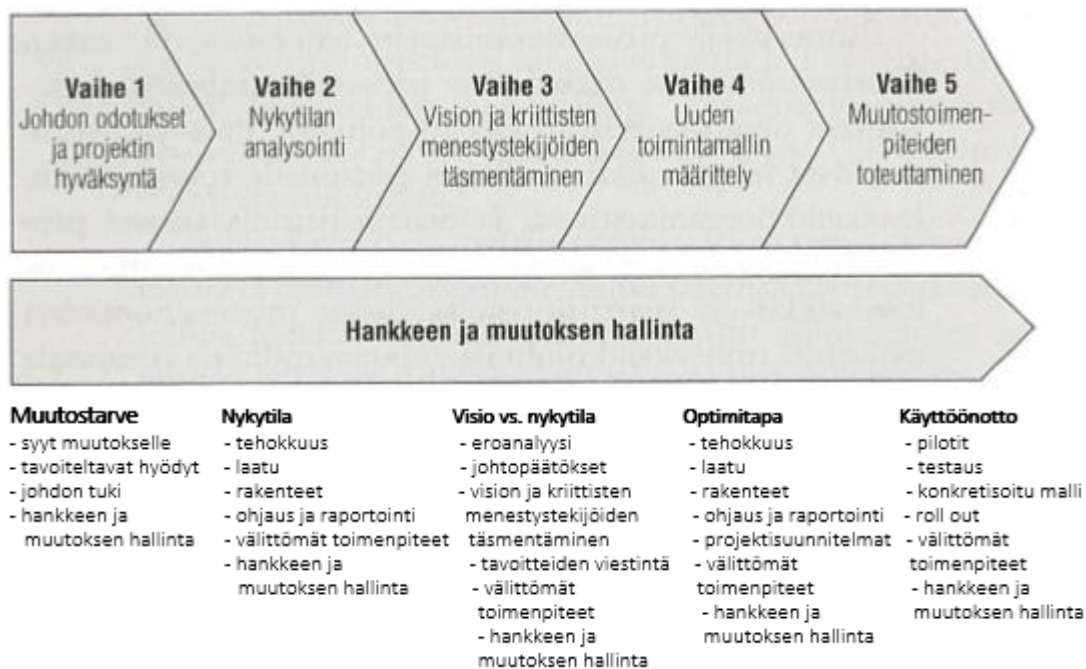 Vaihe 1
Johdon odotukset
ja projektin
hyväksyntä
Vaihe 2
Nykytilan
analysointi
Vaihe 3
Vision ja kriittisten
menestystekijöiden
täsmentäminen
Vaihe 4
Uuden
toimintamallin
määrittely
Vaihe 5
Muutostoimen-
piteiden
toteuttaminen
Hankkeen ja muutoksen hallinta
Muutostarve
- syyt muutokselle
- tavoiteltavat hyödyt
- johdon tuki
- hankkeen ja
muutoksen hallinta
Nykytila
- tehokkuus
- laatu
- rakenteet
- ohjaus ja raportointi
- välittömät toimenpiteet
- hankkeen ja
muutoksen hallinta
Visio vs. nykytila
- eroanalyysi
- johtopäätökset
- vision ja kriittisten
menestystekijöiden
täsmentäminen
- tavoitteiden viestintä
- välittömät
toimenpiteet
- hankkeen ja
muutoksen hallinta
Optimitapa
- tehokkuus
- laatu
- rakenteet
- ohjaus ja raportointi
- projektisuunnitelmat
- välittömät
toimenpiteet
- hankkeen ja
muutoksen hallinta
Käyttöönotto
- pilotit
- testaus
- konkretisoitu malli
- roll out
- välittömät
toimenpiteet
- hankkeen ja
muutoksen hallinta